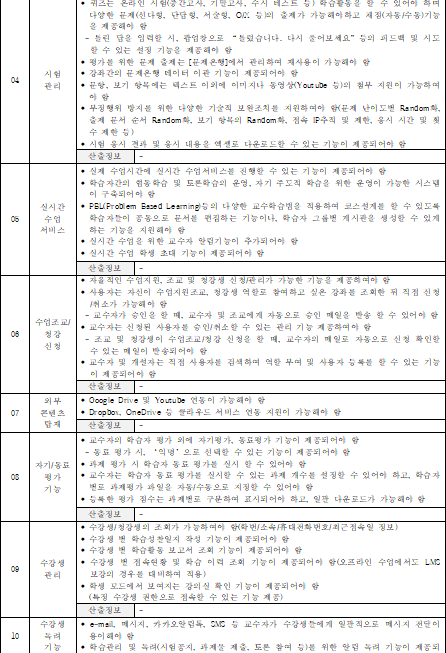 • 퀴즈는 온라인 시험(중간고사, 기말고사, 수시 테스트 등) 학습활동을 할 수 있어야 하며
다양한 문제(선다형, 단답형, 서술형, O/X 등)의 출제가 가능해야하고 채점(자동/수동)기능
을 제공해야 함
- 틀린 답을 입력할 시, 팝업창으로 “틀렸습니다. 다시 풀어보세요” 등의 피드백 및 시도
할 수 있는 설정 기능을 제공해야 함
• 평가를 위한 문제 출제는 [문제은행]에서 관리하여 재사용이 가능해야 함
04
시험
관리
• 강좌간의 문제은행 데이터 이관 기능이 제공되어야 함
• 문항, 보기 항목에는 텍스트 이외에 이미지나 동영상(Youtube 등)의 첨부 지원이 가능하여
야 함
• 부정행위 방지를 위한 다양한 기술적 보완조치를 지원하여야 함(문제 난이도별 Random화,
출제 문제 순서 Random화, 보기 항목의 Random화, 접속 IP추적 및 제한, 응시 시간 및 횟
수 제한 등)
• 시험 응시 결과 및 응시 내용을 엑셀로 다운로드할 수 있는 기능이 제공되어야 함
산출정보 -
• 실제 수업시간에 실시간 수업서비스를 진행할 수 있는 기능이 제공되어야 함
• 학습자간의 협동학습 및 토론학습의 운영, 자기 주도적 학습을 위한 운영이 가능한 시스템
이 구축되어야 함
05
실시간
수업
서비스
• PBL(Problem Based Learning)등의 다양한 교수학습법을 적용하여 코스설계를 할 수 있도록
학습자들이 공동으로 문서를 편집하는 기능이나, 학습자 그룹별 게시판을 생성할 수 있게
하는 기능을 지원해야 함
• 실시간 수업을 위한 교수자 알림기능이 추가되어야 함
• 실시간 수업 학생 초대 기능이 제공되어야 함
산출정보 -
• 자율적인 수업지원, 조교 및 청강생 신청/관리가 가능한 기능을 제공하여야 함
• 사용자는 자신이 수업지원조교, 청강생 역할로 참여하고 싶은 강좌를 조회한 뒤 직접 신청
/취소가 가능해야 함
- 교수자가 승인을 할 때, 교수자 및 조교에게 자동으로 승인 메일을 발송 할 수 있어야 함
06
수업조교/
청강
신청
• 교수자는 신청된 사용자를 승인/취소할 수 있는 관리 기능 제공하여야 함
- 조교 및 청강생이 수업조교/청강 신청을 할 때, 교수자의 메일로 자동으로 신청 확인할
수 있는 메일이 발송되어야 함
• 교수자 및 개설자는 직접 사용자를 검색하여 역할 부여 및 사용자 등록를 할 수 있는 기능
이 제공되어야 함
산출정보 -
07
외부
콘텐츠
탑재
• Google Drive 및 Youtube 연동이 가능해야 함
• Dropbox, OneDrive 등 클라우드 서비스 연동 지원이 가능해야 함
산출정보 -
• 교수자의 학습자 평가 외에 자기평가, 동료평가 기능이 제공되어야 함
- 동료 평가 시, ‘익명’으로 선택할 수 있는 기능이 제공되어야 함
08
자기/동료
평가
기능
• 과제 평가 시 학습자 동료 평가를 실시 할 수 있어야 함
• 교수자는 학습자 동료 평가를 실시할 수 있는 과제 개수를 설정할 수 있어야 하고, 학습자
별로 과제평가 과일을 자동/수동으로 지정할 수 있어야 함
• 등록한 평가 점수는 과제별로 구분하여 표시되어야 하고, 일괄 다운로드가 가능해야 함
산출정보 -
• 수강생/청강생의 조회가 가능하여야 함(학번/소속/휴대전화번호/최근접속일 정보)
• 수강생 별 학습성찰일지 작성 기능이 제공되어야 함
• 수강생 별 학습활동 보고서 조회 기능이 제공되어야 함
09
수강생
관리
• 수강생 별 접속현황 및 학습 이력 조회 기능이 제공되어야 함(오프라인 수업에서도 LMS
보강의 경우를 대비하여 적용)
• 학생 모드에서 보여지는 강의실 확인 기능이 제공되어야 함
(특정 수강생 권한으로 접속할 수 있는 기능 제공)
산출정보 -
10
수강생
독려
기능
• e-mail, 메시지, 카카오알림톡, SMS 등 교수자가 수강생들에게 일괄적으로 메시지 전달이
용이해야 함
• 학습관리 및 독려(시험공지, 과제물 제출, 토론 참여 등)를 위한 알림 독려 기능이 제공되